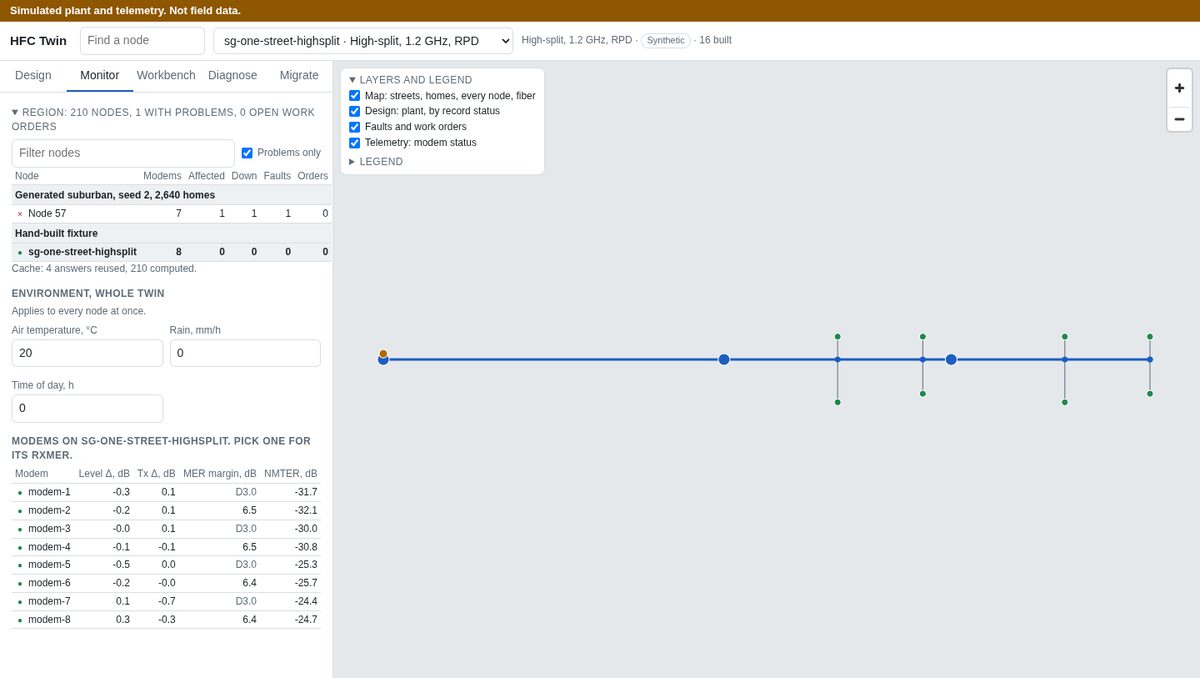 Simulated plant and telemetry. Not field data.
HFC Twin
Find a node
sg-one-street-highsplit · High-split, 1.2 GHz, RPD
High-split, 1.2 GHz, RPD · Synthetic · 16 built
Design Monitor Workbench Diagnose Migrate
▼ REGION: 210 NODES, 1 WITH PROBLEMS, 0 OPEN WORK
ORDERS
Filter nodes
Problems only
Node Modems Affected Down Faults Orders
Generated suburban, seed 2, 2,640 homes
× Node 57 7 1 1 1 0
Hand-built fixture
● sg-one-street-highsplit 8 0 0 0 0
Cache: 4 answers reused, 210 computed.
ENVIRONMENT, WHOLE TWIN
Applies to every node at once.
Air temperature, °C Rain, mm/h
20 0
Time of day, h
0
MODEMS ON SG-ONE-STREET-HIGHSPLIT. PICK ONE FOR
ITS RXMER.
Modem Level Δ, dB Tx Δ, dB MER margin, dB NMTER, dB
● modem-1 -0.3 0.1 D3.0 -31.7
● modem-2 -0.2 0.1 6.5 -32.1
● modem-3 -0.0 0.1 D3.0 -30.0
● modem-4 -0.1 -0.1 6.5 -30.8
● modem-5 -0.5 0.0 D3.0 -25.3
● modem-6 -0.2 -0.0 6.4 -25.7
● modem-7 0.1 -0.7 D3.0 -24.4
● modem-8 0.3 -0.3 6.4 -24.7
▼ LAYERS AND LEGEND
Map: streets, homes, every node, fiber
Design: plant, by record status
Faults and work orders
Telemetry: modem status
▶ LEGEND
+
−